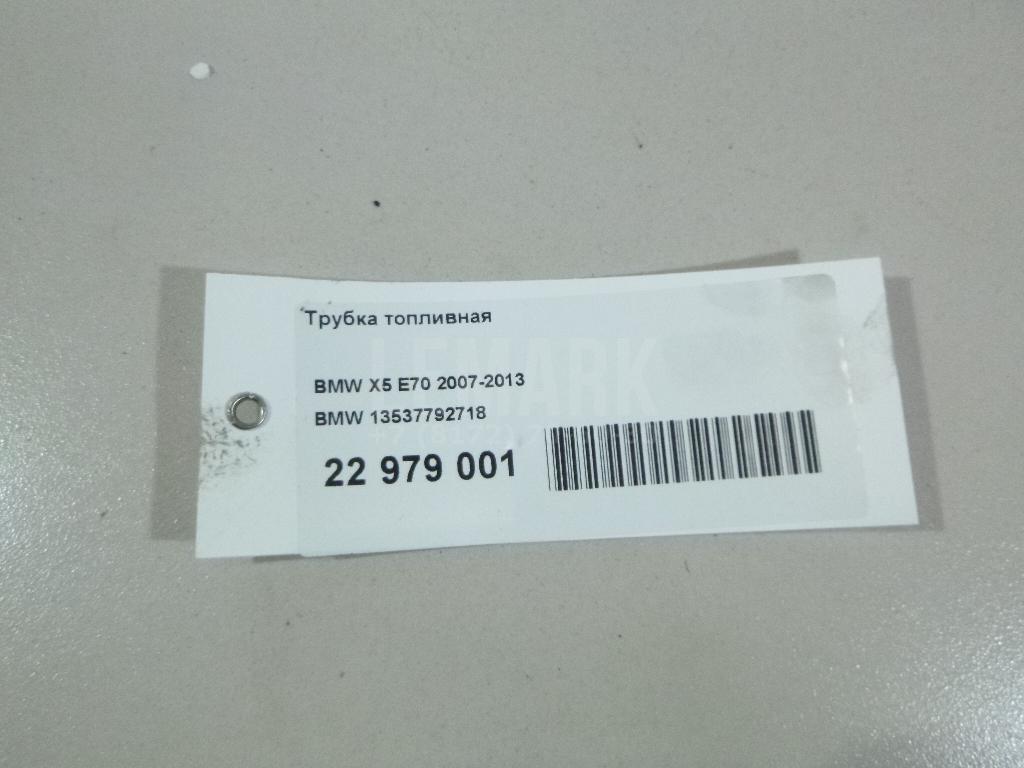 Трубка топливная
LEMARK
BMW X5 E70 2007-2013
BMW 13537792718
22 979 001